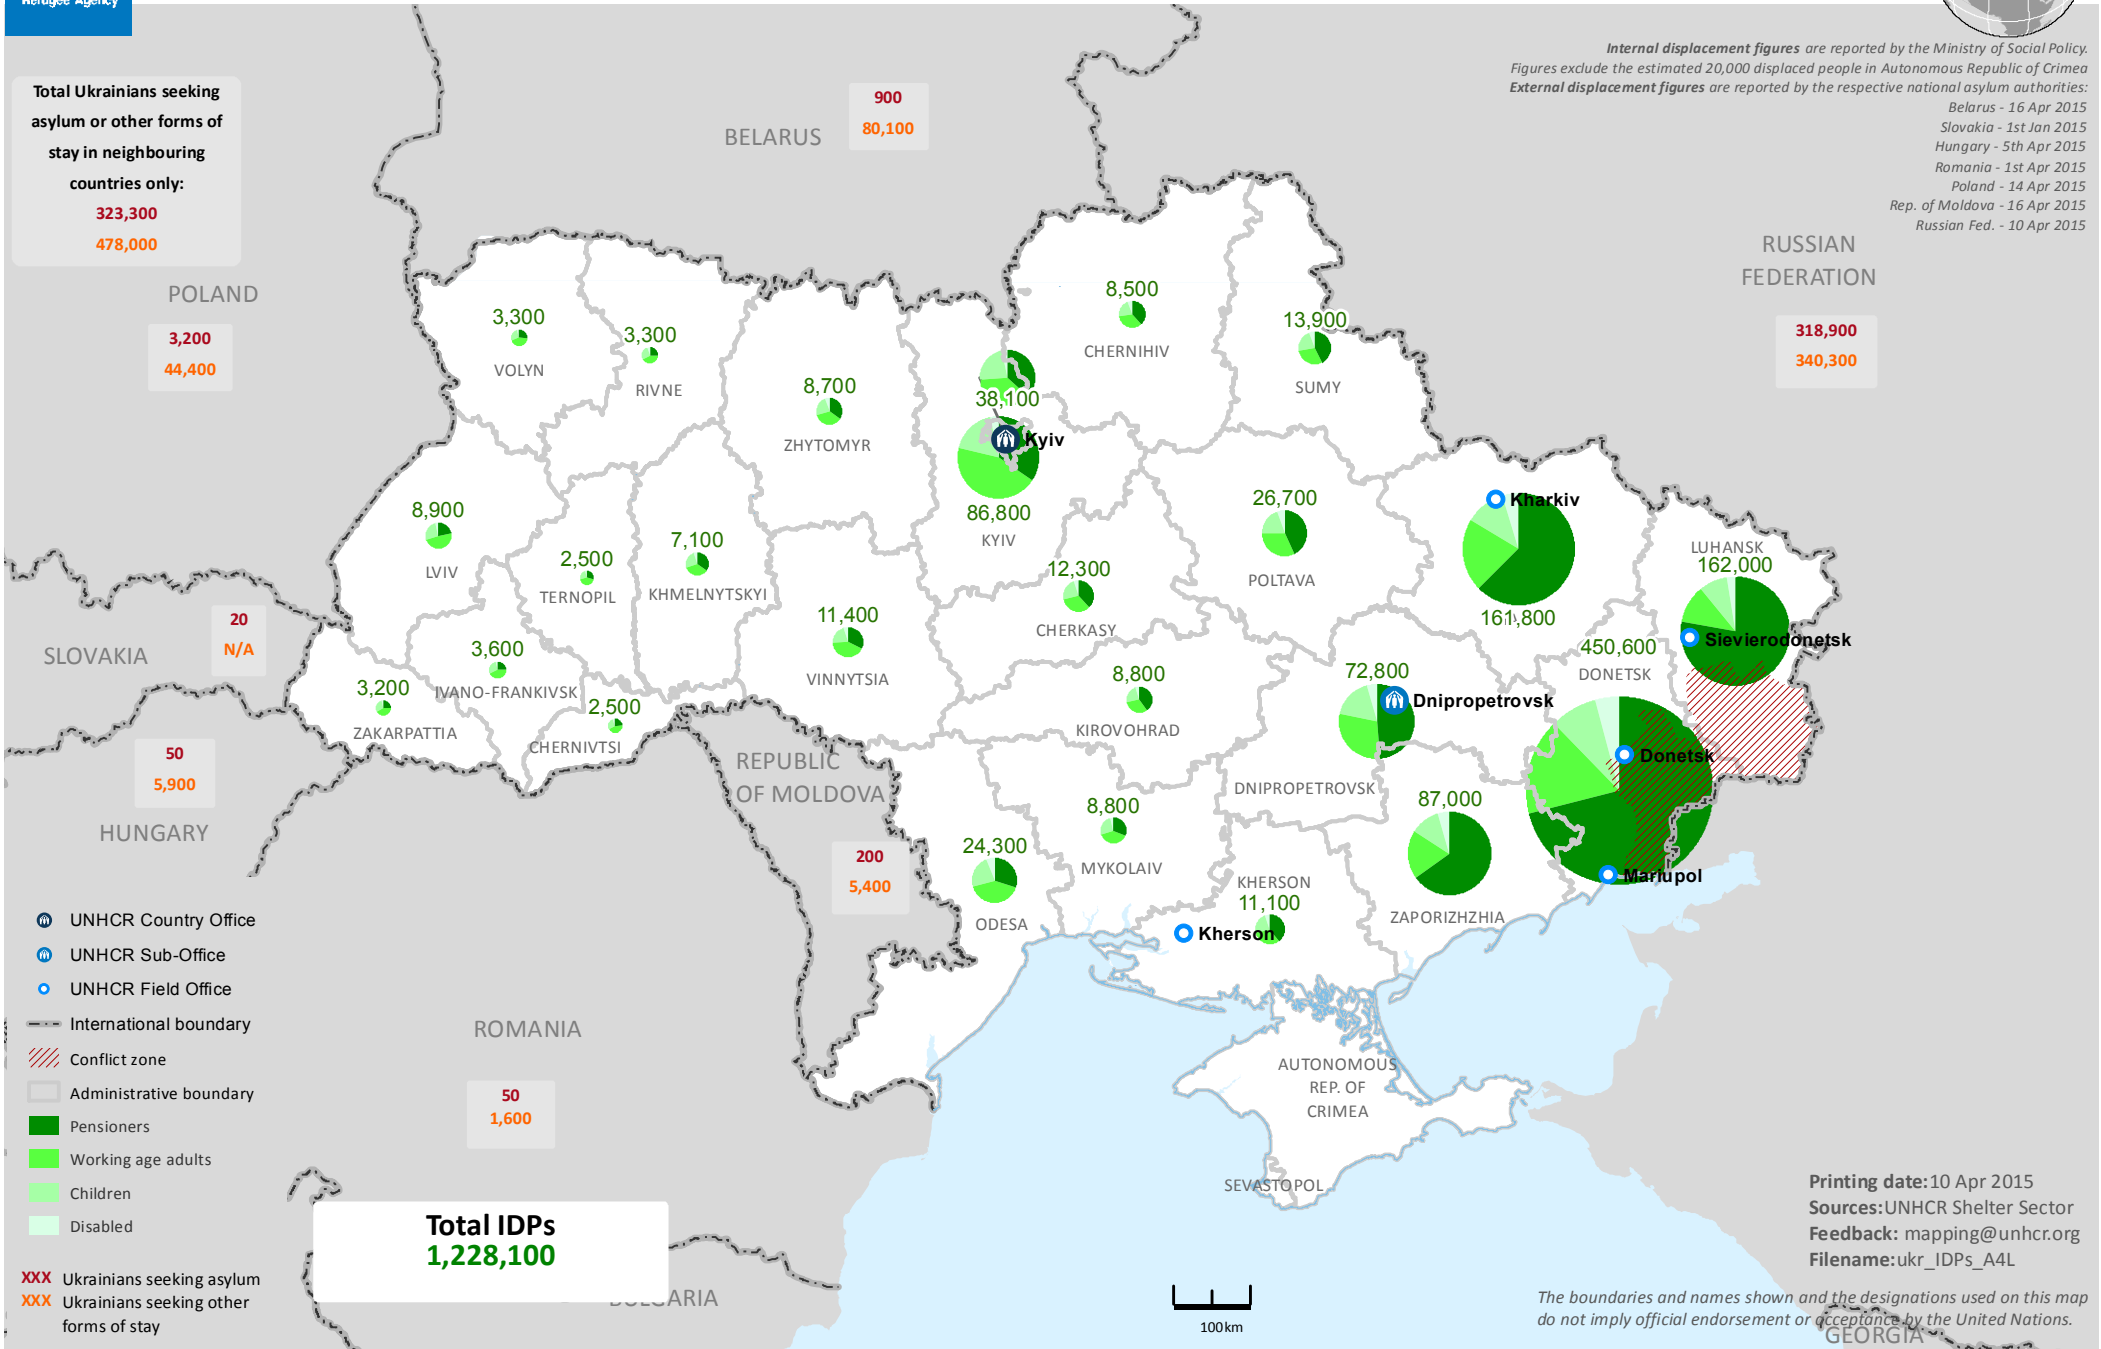 Refugee Agency
Total Ukrainians seeking
asylum or other forms of
stay in neighbouring
countries only:
323,300
478,000
Internal displacement figures are reported by the Ministry of Social Policy.
Figures exclude the estimated 20,000 displaced people in Autonomous Republic of Crimea
External displacement figures are reported by the respective national asylum authorities:
Belarus - 16 Apr 2015
Slovakia - 1st Jan 2015
Hungary - 5th Apr 2015
Romania - 1st Apr 2015
Poland - 14 Apr 2015
Rep. of Moldova - 16 Apr 2015
Russian Fed. - 10 Apr 2015
BELARUS
900
80,100
RUSSIAN
FEDERATION
318,900
340,300
POLAND
3,200
44,400
3,300
VOLYN
3,300
RIVNE
8,700
ZHYTOMYR
8,500
CHERNIHIV
13,900
SUMY
38,100
Kyiv
86,800
KYIV
8,900
LVIV
2,500
TERNOPIL
7,100
KHMELNYTSKYI
11,400
VINNYTSIA
12,300
CHERKASY
26,700
POLTAVA
Kharkiv
161,800
LUHANSK
162,000
Sievierodonetsk
450,600
DONETSK
Donetsk
Mariupol
SLOVAKIA
20
N/A
3,600
IVANO-FRANKIVSK
3,200
ZAKARPATTIA
2,500
CHERNIVTSI
8,800
KIROVOHRAD
72,800
Dnipropetrovsk
DNIPROPETROVSK
87,000
ZAPORIZHZHIA
50
5,900
HUNGARY
REPUBLIC
OF MOLDOVA
200
5,400
24,300
ODESA
8,800
MYKOLAIV
KHERSON
11,100
Kherson
ROMANIA
50
1,600
AUTONOMOUS
REP. OF
CRIMEA
SEVASTOPOL
UNHCR Country Office
UNHCR Sub-Office
UNHCR Field Office
International boundary
Conflict zone
Administrative boundary
Pensioners
Working age adults
Children
Disabled
XXX Ukrainians seeking asylum
XXX Ukrainians seeking other
forms of stay
Total IDPs
1,228,100
BULGARIA
100km
Printing date:10 Apr 2015
Sources:UNHCR Shelter Sector
Feedback: mapping@unhcr.org
Filename:ukr_IDPs_A4L
The boundaries and names shown and the designations used on this map
do not imply official endorsement or acceptance by the United Nations.
GEORGIA